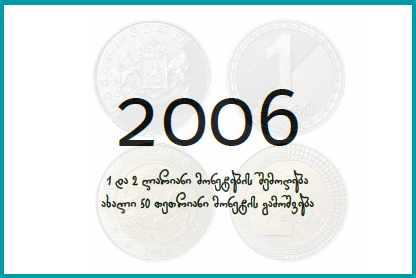 2006
1 და 2 ლარიანი მონეტების შემოღება
ახალი 50 თეთრიანი მონეტის გამოშვება